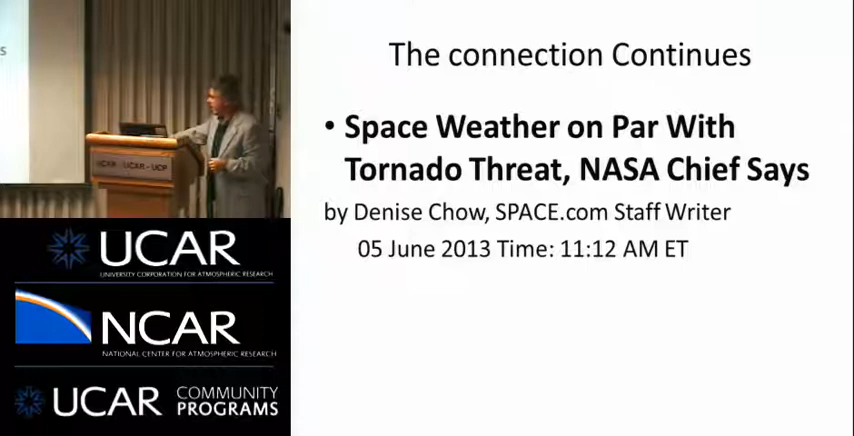 s
The connection Continues
• Space Weather on Par With
Tornado Threat, NASA Chief Says
by Denise Chow, SPACE.com Staff Writer
05 June 2013 Time: 11:12 AM ET
UCAR · UCAR · UCP
UCAR
UNIVERSITY CORPORATION FOR ATMOSPHERIC RESEARCH
NCAR
NATIONAL CENTER FOR ATMOSPHERIC RESEARCH
UCAR COMMUNITY
PROGRAMS